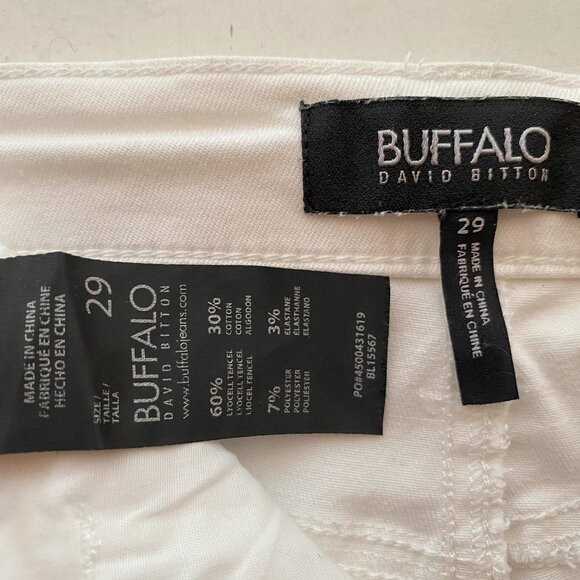 BUFFALO
DAVID BITTON
29
MADE IN CHINA
FABRIQUÉ EN CHINE
MADE IN CHINA
FABRIQUÉ EN CHINE
HECHO EN CHINA
SIZE/
TAILLE/
TALLA
29
BUFFALO
DAVID BITTON
www.buffalojeans.com
60%
LYOCELL TENCEL
LYOCELL TENCEL
LIOCEL TENCEL
30%
COTTON
COTON
ALGODON
7%
POLYESTER
POLYESTER
POLIESTER
3%
ELASTANE
ELASTHANNE
ELASTANO
PO#4500431619
BL15567